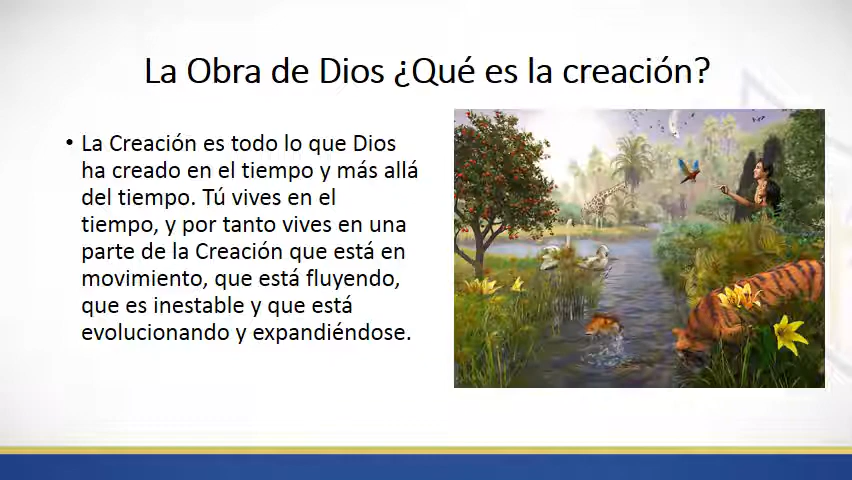 La Obra de Dios ¿Qué es la creación?
• La Creación es todo lo que Dios
ha creado en el tiempo y más allá
del tiempo. Tú vives en el
tiempo, y por tanto vives en una
parte de la Creación que está en
movimiento, que está fluyendo,
que es inestable y que está
evolucionando y expandiéndose.